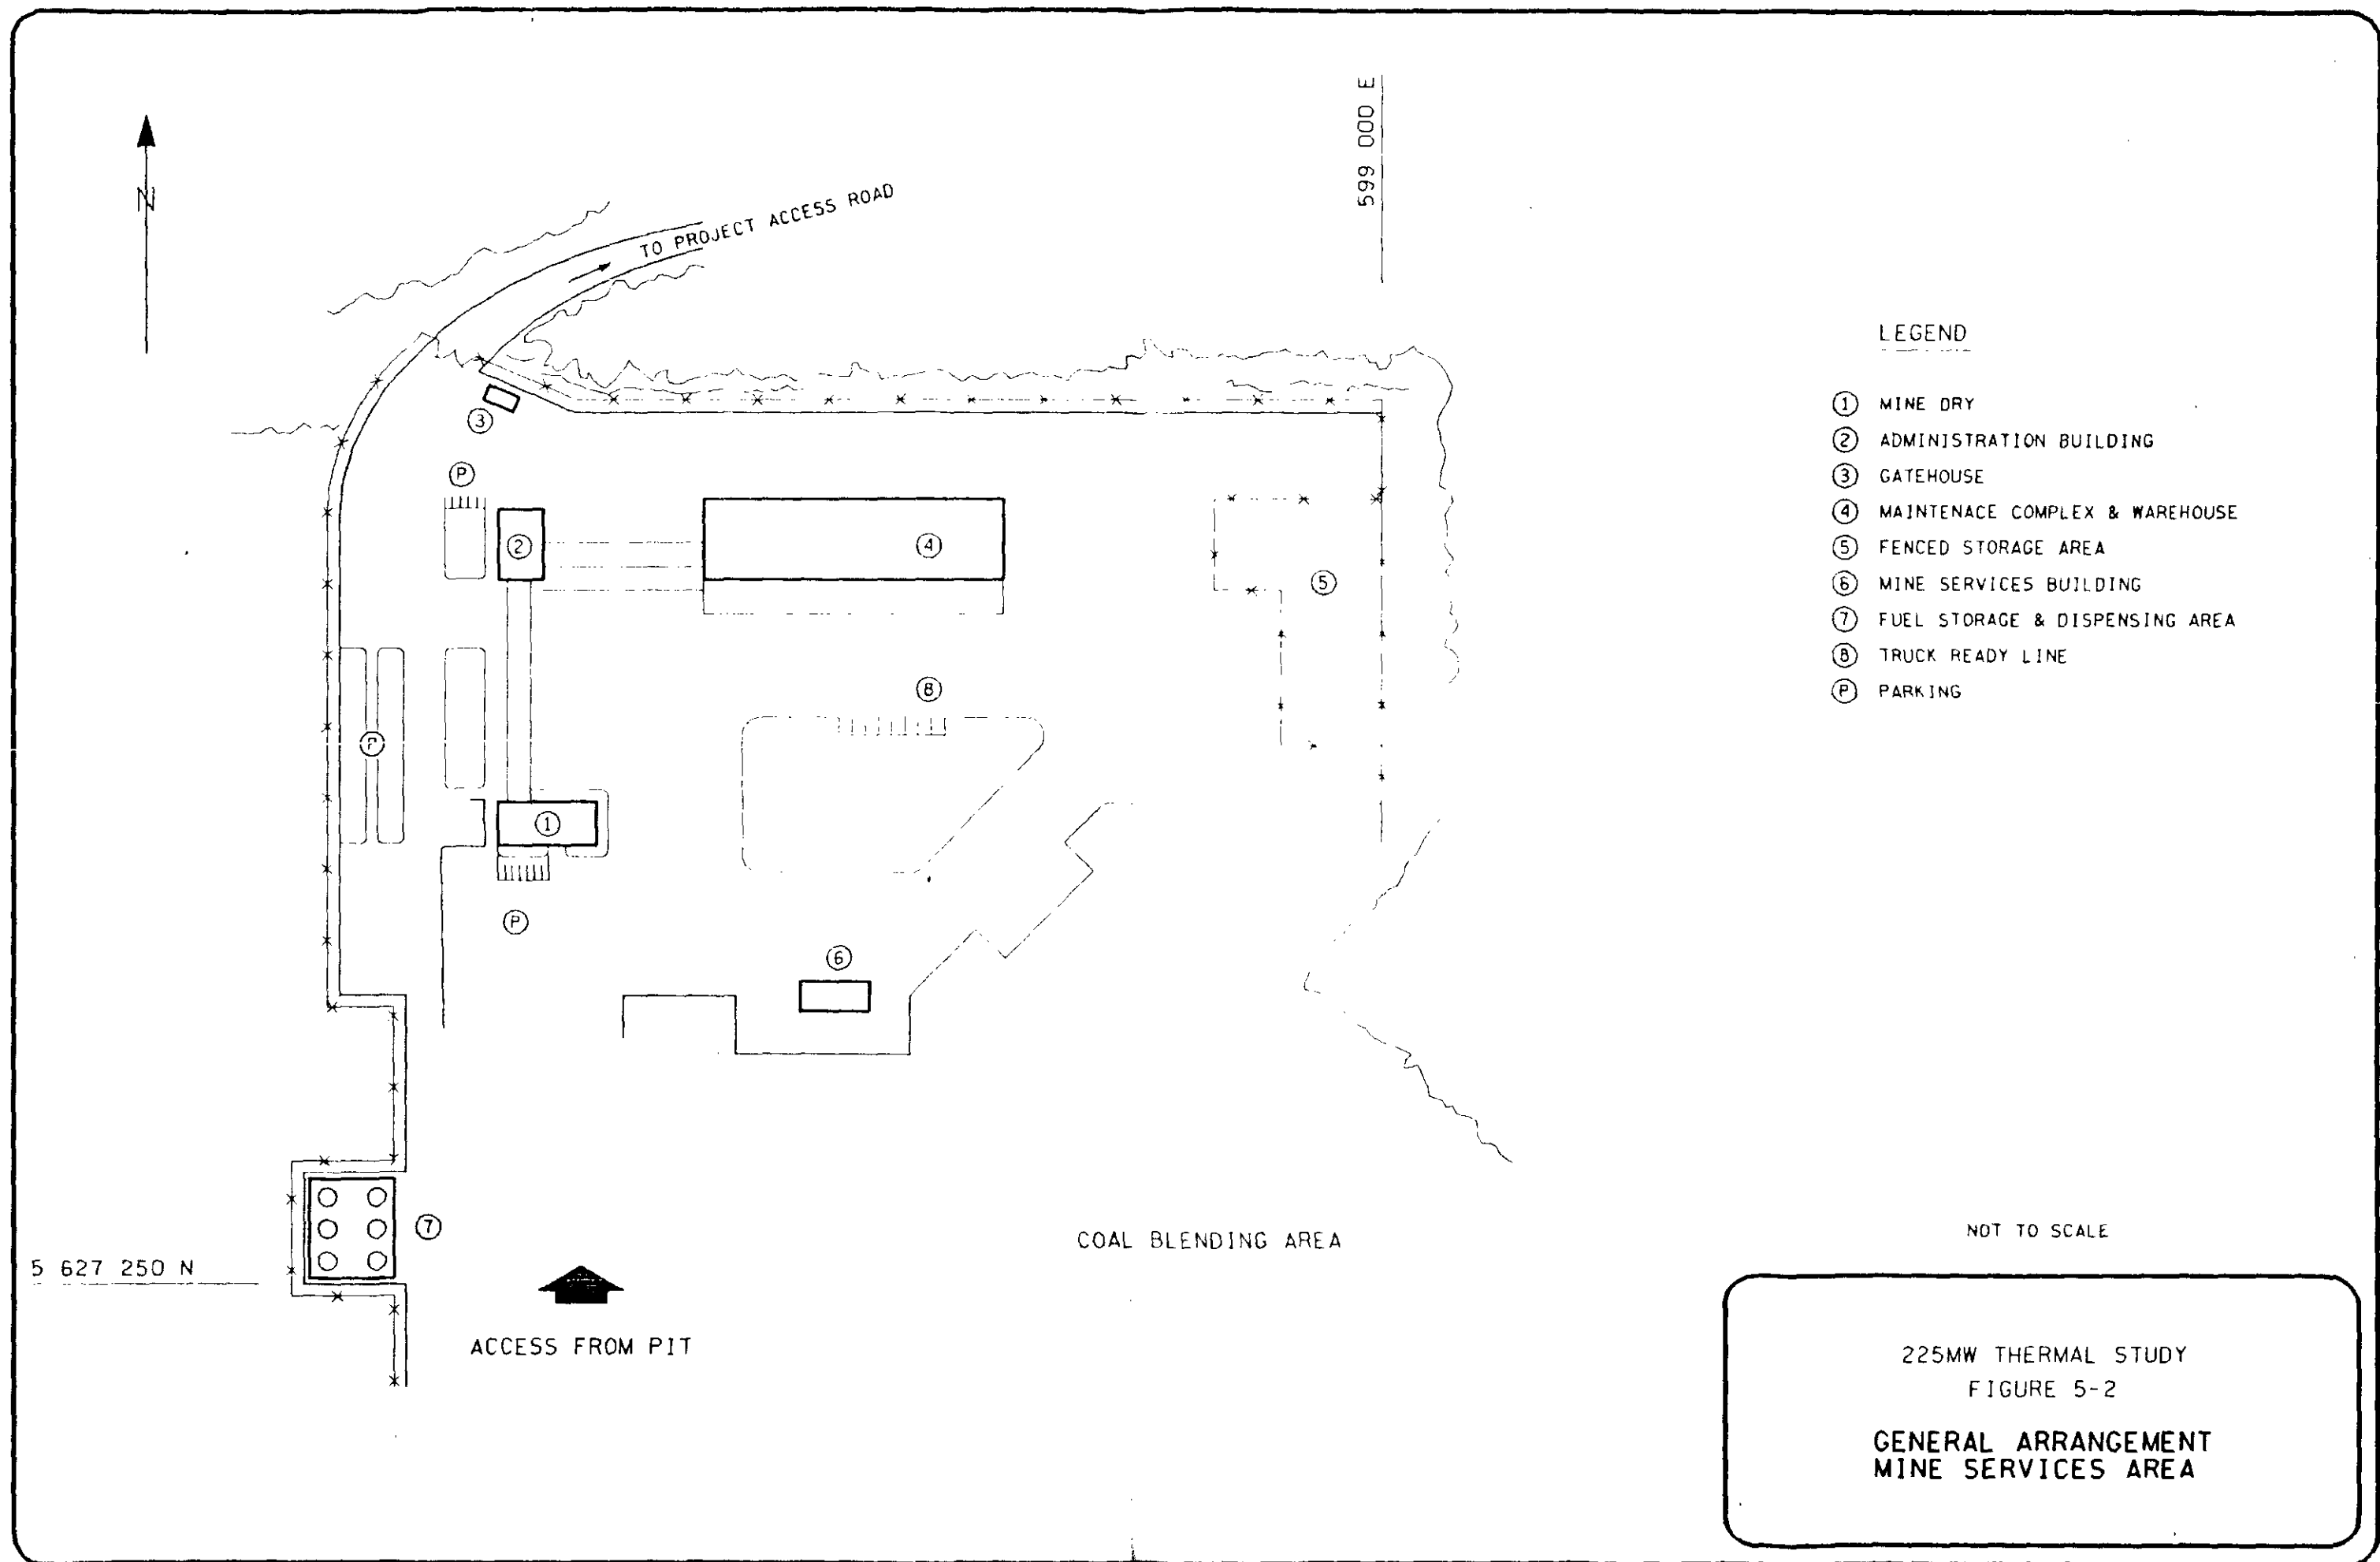 599 000 E
N
TO PROJECT ACCESS ROAD
3
P
2
4
5
P
8
1
P
6
7
5 627 250 N
COAL BLENDING AREA
ACCESS FROM PIT
LEGEND
1 MINE DRY
2 ADMINISTRATION BUILDING
3 GATEHOUSE
4 MAINTENACE COMPLEX & WAREHOUSE
5 FENCED STORAGE AREA
6 MINE SERVICES BUILDING
7 FUEL STORAGE & DISPENSING AREA
8 TRUCK READY LINE
P PARKING
NOT TO SCALE
225MW THERMAL STUDY
FIGURE 5-2
GENERAL ARRANGEMENT
MINE SERVICES AREA